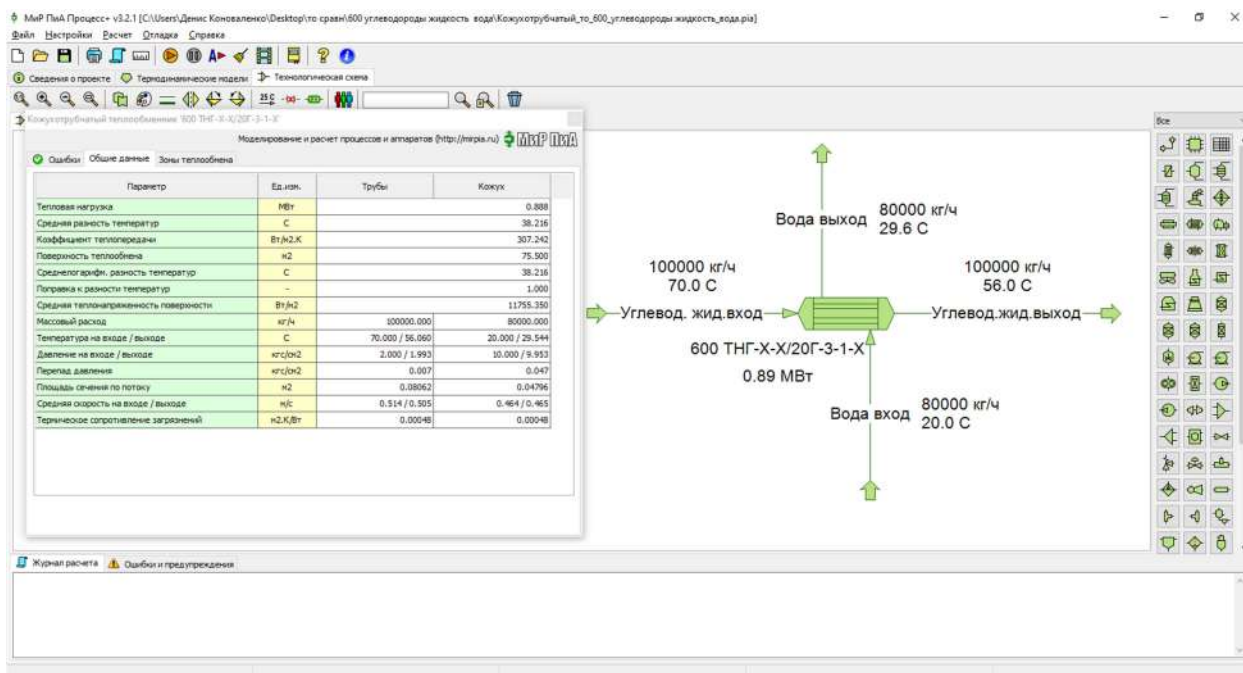 МиР ПиА Процесс+ v3.2.1 [C:\Users\Денис Коноваленко\Desktop\то сравн\600 углеводороды жидкость вода\Кожухотрубчатый_то_600_углеводороды жидкость_вода.pia]
Файл Настройки Расчет Отладка Справка
Сведения о проекте Термодинамические модели Технологическая схема
25 C
Кожухотрубчатый теплообменник '600 ТНГ-Х-Х/20Г-3-1-Х'
Моделирование и расчет процессов и аппаратов (http://mirpia.ru) МИР ПИА
Ошибки Общие данные Зоны теплообмена
Параметр Ед.изм. Трубы Кожух
Тепловая нагрузка МВт 0.888
Средняя разность температур C 38.216
Коэффициент теплопередачи Вт/м2.К 307.242
Поверхность теплообмена м2 75.500
Среднелогарифм. разность температур C 38.216
Поправка к разности температур - 1.000
Средняя теплонапряженность поверхности Вт/м2 11755.350
Массовый расход кг/ч 100000.000 80000.000
Температура на входе / выходе C 70.000 / 56.060 20.000 / 29.544
Давление на входе / выходе кгс/см2 2.000 / 1.993 10.000 / 9.953
Перепад давления кгс/см2 0.007 0.047
Площадь сечения по потоку м2 0.08062 0.04796
Средняя скорость на входе / выходе м/с 0.514 / 0.505 0.464 / 0.465
Термическое сопротивление загрязнений м2.К/Вт 0.00048 0.00048
Вода выход
80000 кг/ч
29.6 C
100000 кг/ч
70.0 C
Углевод. жид.вход
100000 кг/ч
56.0 C
Углевод.жид.выход
600 ТНГ-Х-Х/20Г-3-1-Х
0.89 МВт
Вода вход
80000 кг/ч
20.0 C
Все
Журнал расчета Ошибки и предупреждения